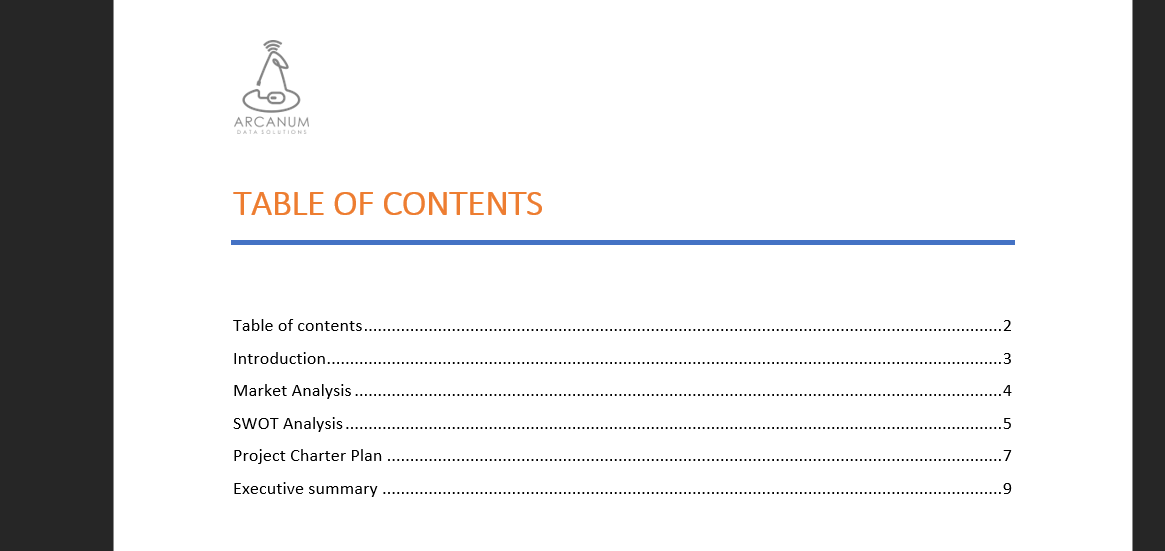 ARCANUM
DATA SOLUTIONS
TABLE OF CONTENTS
Table of contents......................................................................................................................................2
Introduction..............................................................................................................................................3
Market Analysis ........................................................................................................................................4
SWOT Analysis..........................................................................................................................................5
Project Charter Plan .................................................................................................................................7
Executive summary ..................................................................................................................................9